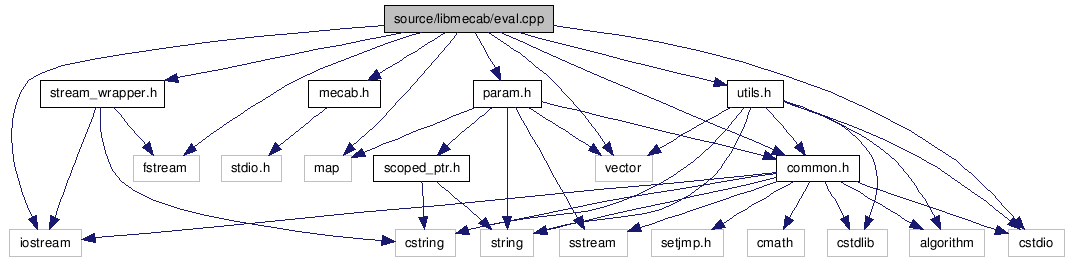 source/libmecab/eval.cpp
stream_wrapper.h
mecab.h
param.h
utils.h
fstream
stdio.h
map
scoped_ptr.h
vector
common.h
iostream
cstring
string
sstream
setjmp.h
cmath
cstdlib
algorithm
cstdio